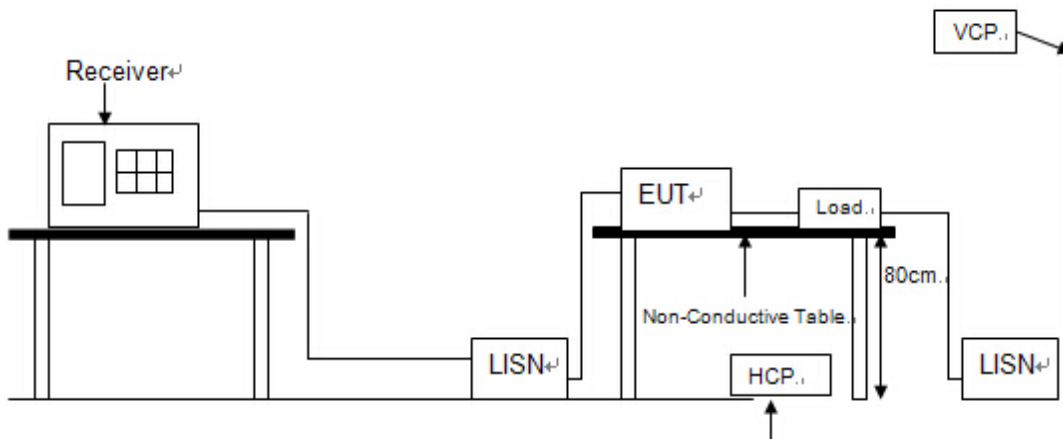 VCP.
Receiver
EUT
Load.
80cm.
Non-Conductive Table.
LISN
HCP.
LISN